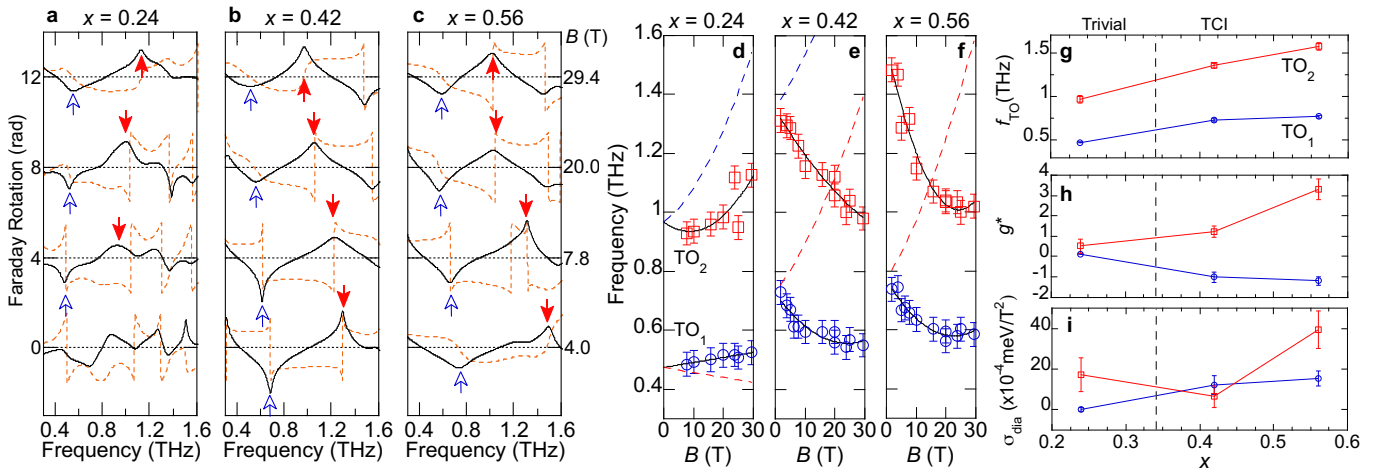 x = 0.24
x = 0.42
x = 0.56
a
b
c
B (T)
Faraday Rotation (rad)
12
8
4
0
29.4
20.0
7.8
4.0
0.4 0.8 1.2 1.6
0.4 0.8 1.2 1.6
0.4 0.8 1.2 1.6
Frequency (THz)
Frequency (THz)
Frequency (THz)
x = 0.24
x = 0.42
x = 0.56
d
e
f
Frequency (THz)
1.6
1.4
1.2
1.0
0.8
0.6
0.4
TO2
TO1
0 10 20 30
0 10 20 30
0 10 20 30
B (T)
B (T)
B (T)
Trivial
TCI
g
fTO(THz)
1.5
1.0
0.5
TO2
TO1
h
g*
4
3
2
1
0
-1
-2
i
σdia (x10-4meV/T2)
40
20
0
0.2 0.3 0.4 0.5 0.6
x